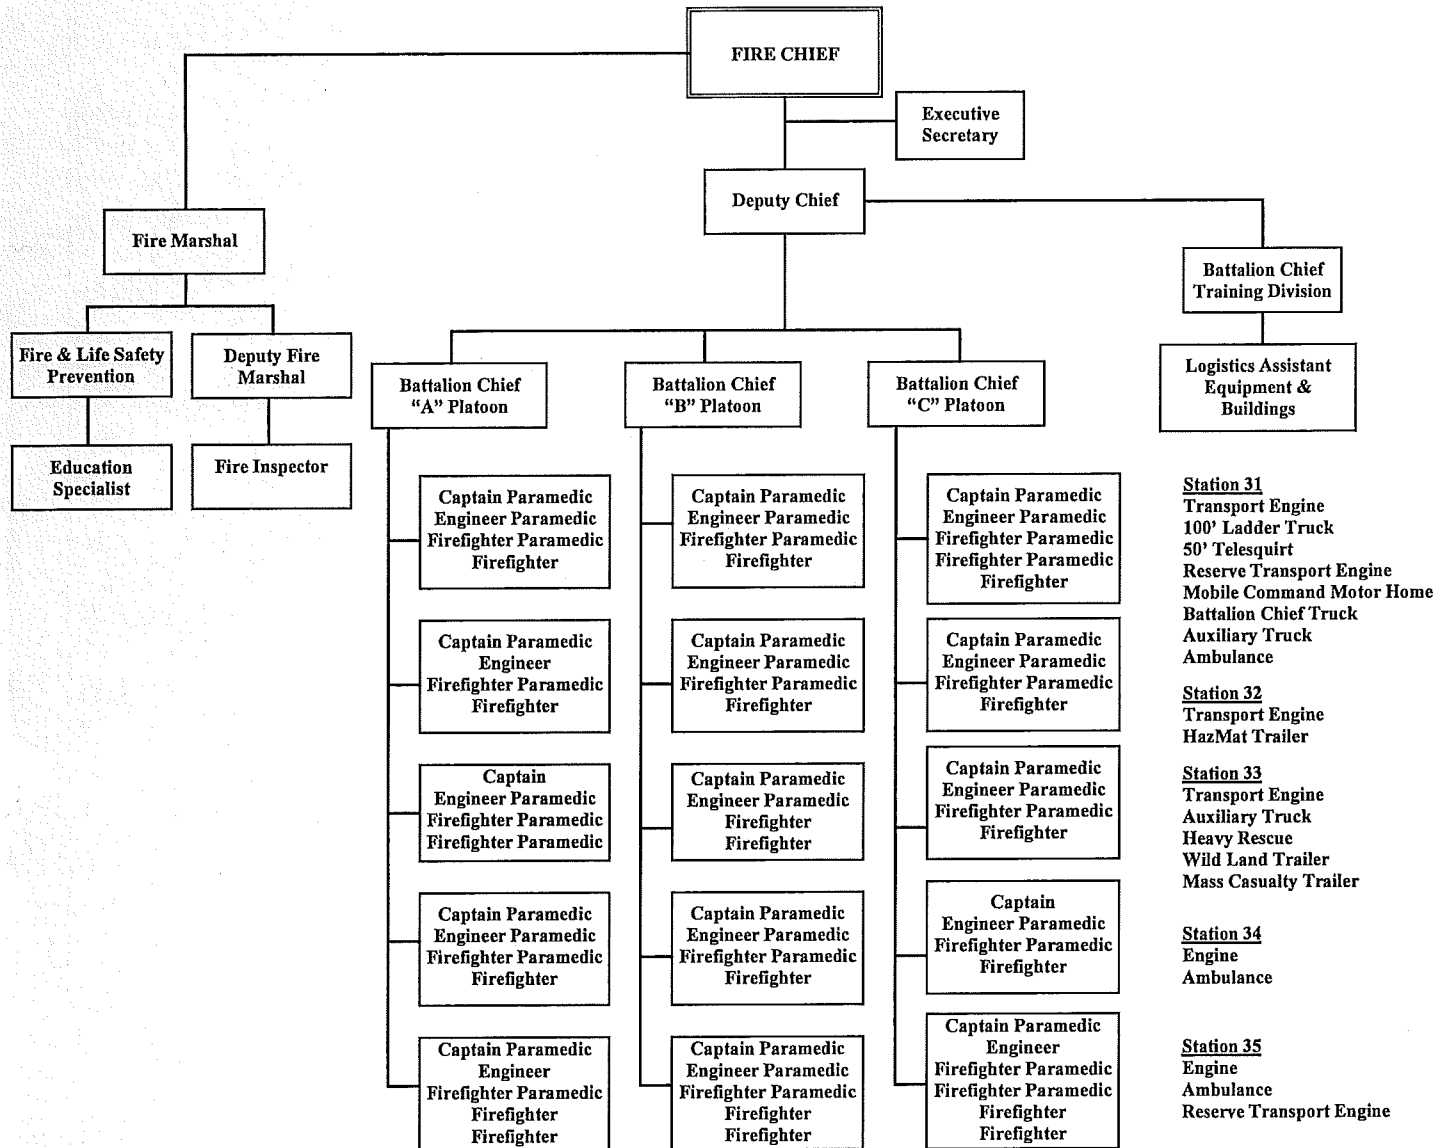 FIRE CHIEF
Executive
Secretary
Deputy Chief
Fire Marshal
Battalion Chief
Training Division
Fire & Life Safety
Prevention
Deputy Fire
Marshal
Logistics Assistant
Equipment &
Buildings
Education
Specialist
Fire Inspector
Battalion Chief
"A" Platoon
Captain Paramedic
Engineer Paramedic
Firefighter Paramedic
Firefighter
Captain Paramedic
Engineer
Firefighter Paramedic
Firefighter
Captain
Engineer Paramedic
Firefighter Paramedic
Firefighter Paramedic
Captain Paramedic
Engineer Paramedic
Firefighter Paramedic
Firefighter
Captain Paramedic
Engineer
Firefighter Paramedic
Firefighter
Firefighter
Battalion Chief
"B" Platoon
Captain Paramedic
Engineer Paramedic
Firefighter Paramedic
Firefighter
Captain Paramedic
Engineer Paramedic
Firefighter Paramedic
Firefighter
Captain Paramedic
Engineer Paramedic
Firefighter
Firefighter
Captain Paramedic
Engineer Paramedic
Firefighter Paramedic
Firefighter
Captain Paramedic
Engineer Paramedic
Firefighter Paramedic
Firefighter
Firefighter
Battalion Chief
"C" Platoon
Captain Paramedic
Engineer Paramedic
Firefighter Paramedic
Firefighter Paramedic
Firefighter
Captain Paramedic
Engineer Paramedic
Firefighter Paramedic
Firefighter
Captain Paramedic
Engineer Paramedic
Firefighter Paramedic
Firefighter
Captain
Engineer Paramedic
Firefighter Paramedic
Firefighter
Captain Paramedic
Engineer
Firefighter Paramedic
Firefighter Paramedic
Firefighter
Firefighter
Station 31
Transport Engine
100' Ladder Truck
50' Telesquirt
Reserve Transport Engine
Mobile Command Motor Home
Battalion Chief Truck
Auxiliary Truck
Ambulance
Station 32
Transport Engine
HazMat Trailer
Station 33
Transport Engine
Auxiliary Truck
Heavy Rescue
Wild Land Trailer
Mass Casualty Trailer
Station 34
Engine
Ambulance
Station 35
Engine
Ambulance
Reserve Transport Engine